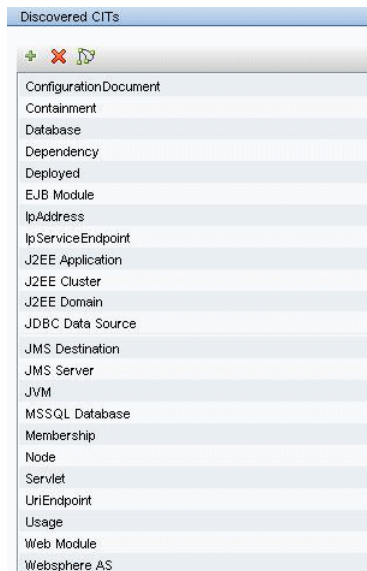 Discovered CITs
ConfigurationDocument
Containment
Database
Dependency
Deployed
EJB Module
IpAddress
IpServiceEndpoint
J2EE Application
J2EE Cluster
J2EE Domain
JDBC Data Source
JMS Destination
JMS Server
JVM
MSSQL Database
Membership
Node
Servlet
UriEndpoint
Usage
Web Module
Websphere AS